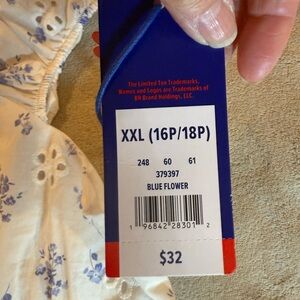 The Limited Too Trademarks,
Names and Logos are Trademarks of
BH Brand Holdings, LLC.
XXL (16P/18P)
248 60 61
379397
BLUE FLOWER
1 96842 28301 2
$32